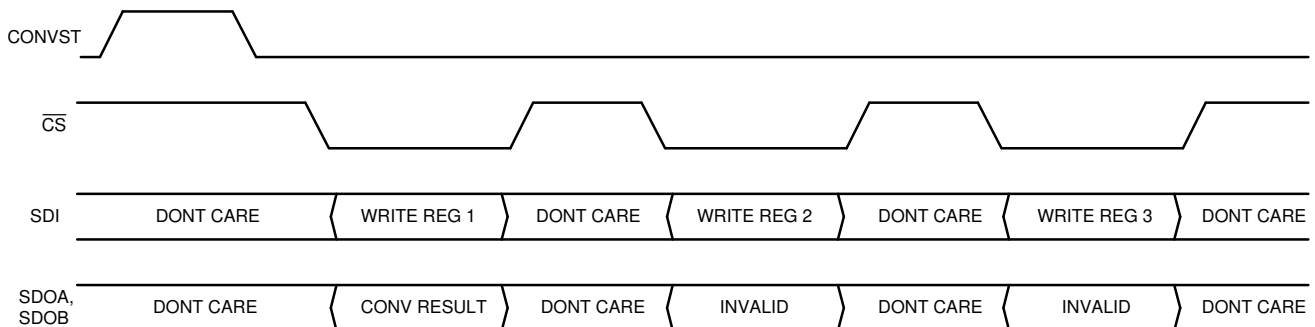 CONVST
CS
SDI DONT CARE WRITE REG 1 DONT CARE WRITE REG 2 DONT CARE WRITE REG 3 DONT CARE
SDOA,
SDOB DONT CARE CONV RESULT DONT CARE INVALID DONT CARE INVALID DONT CARE